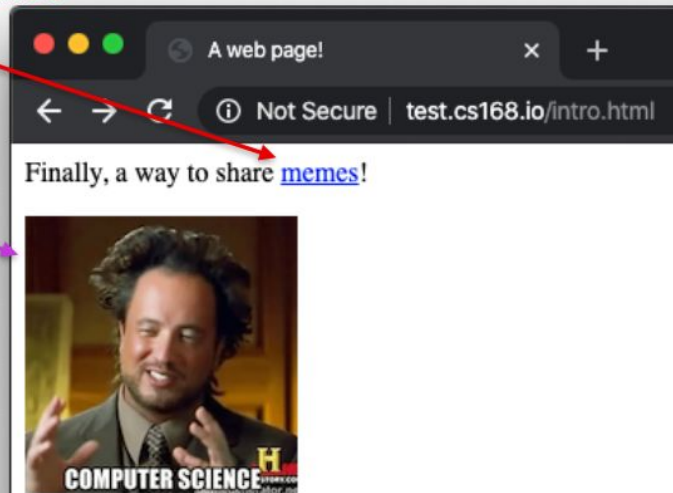 A web page!
Not Secure | test.cs168.io/intro.html
Finally, a way to share memes!
H
COMPUTER SCIENCE